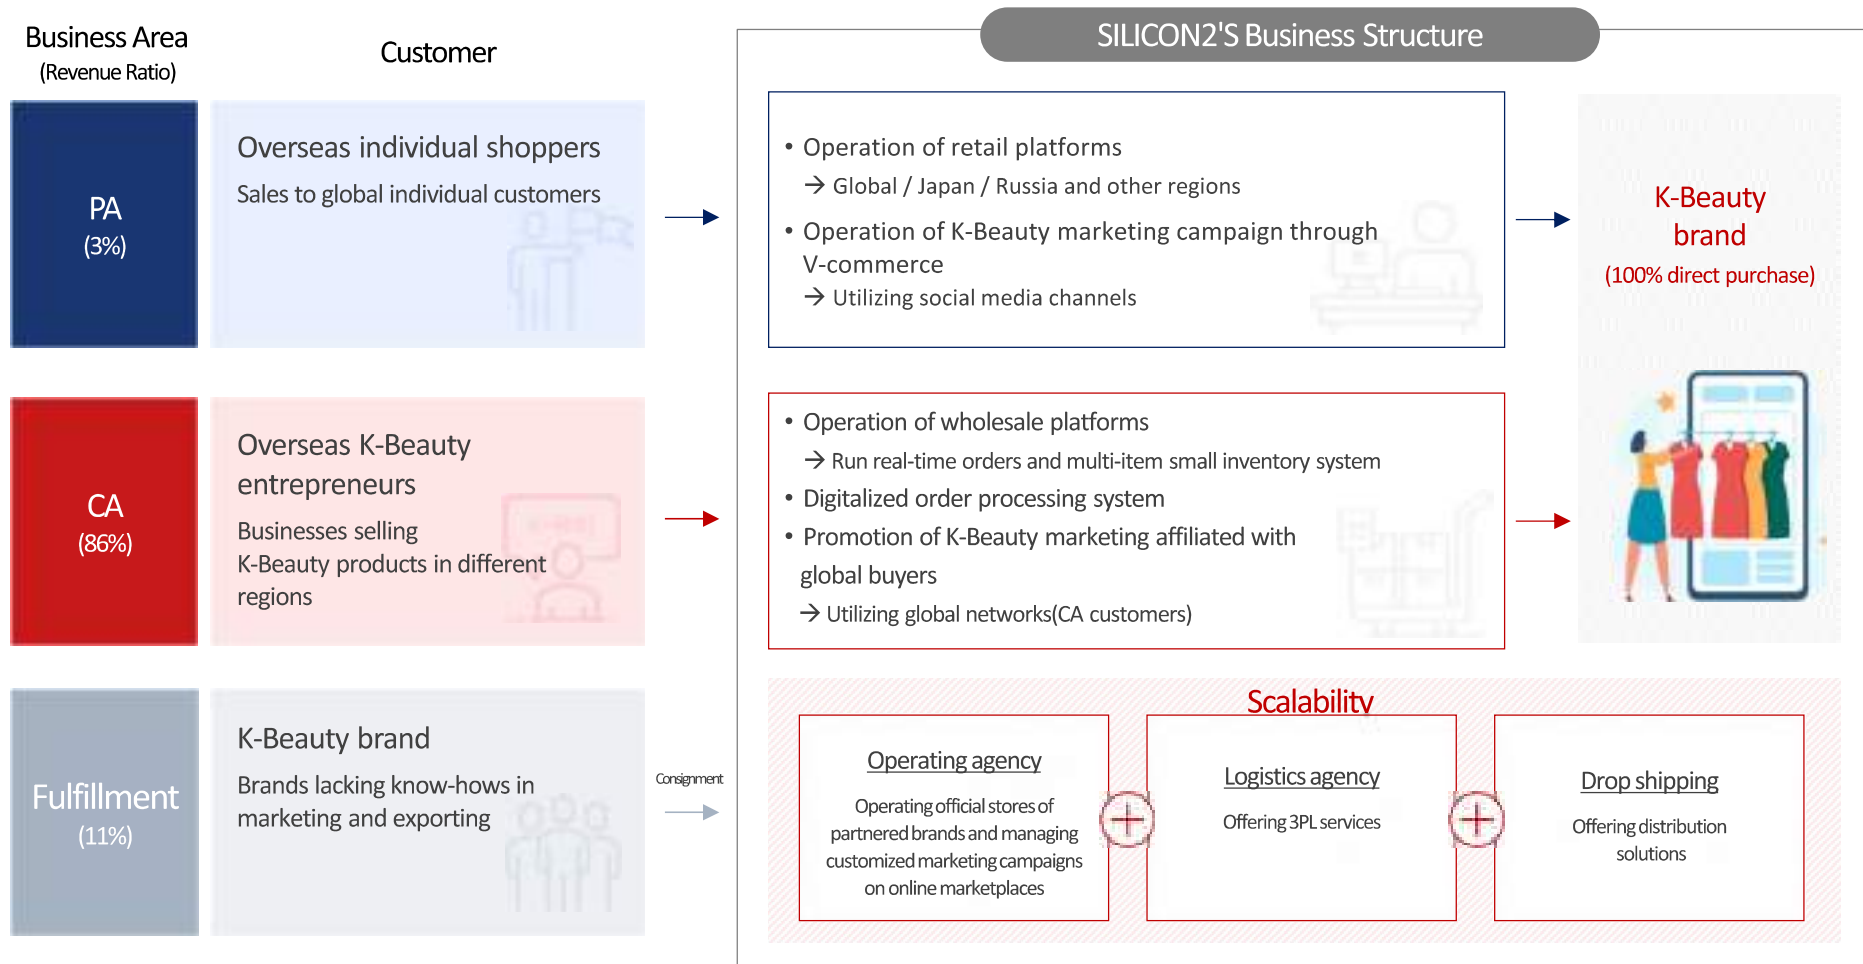 Business Area
(Revenue Ratio)
Customer
SILICON2'S Business Structure
PA
(3%)
Overseas individual shoppers
Sales to global individual customers
• Operation of retail platforms
→ Global / Japan / Russia and other regions
• Operation of K-Beauty marketing campaign through
V-commerce
→ Utilizing social media channels
K-Beauty
brand
(100% direct purchase)
CA
(86%)
Overseas K-Beauty
entrepreneurs
Businesses selling
K-Beauty products in different
regions
• Operation of wholesale platforms
→ Run real-time orders and multi-item small inventory system
• Digitalized order processing system
• Promotion of K-Beauty marketing affiliated with
global buyers
→ Utilizing global networks(CA customers)
Fulfillment
(11%)
K-Beauty brand
Brands lacking know-hows in
marketing and exporting
Consignment
Scalability
Operating agency
Operating official stores of
partnered brands and managing
customized marketing campaigns
on online marketplaces
Logistics agency
Offering 3PL services
Drop shipping
Offering distribution
solutions